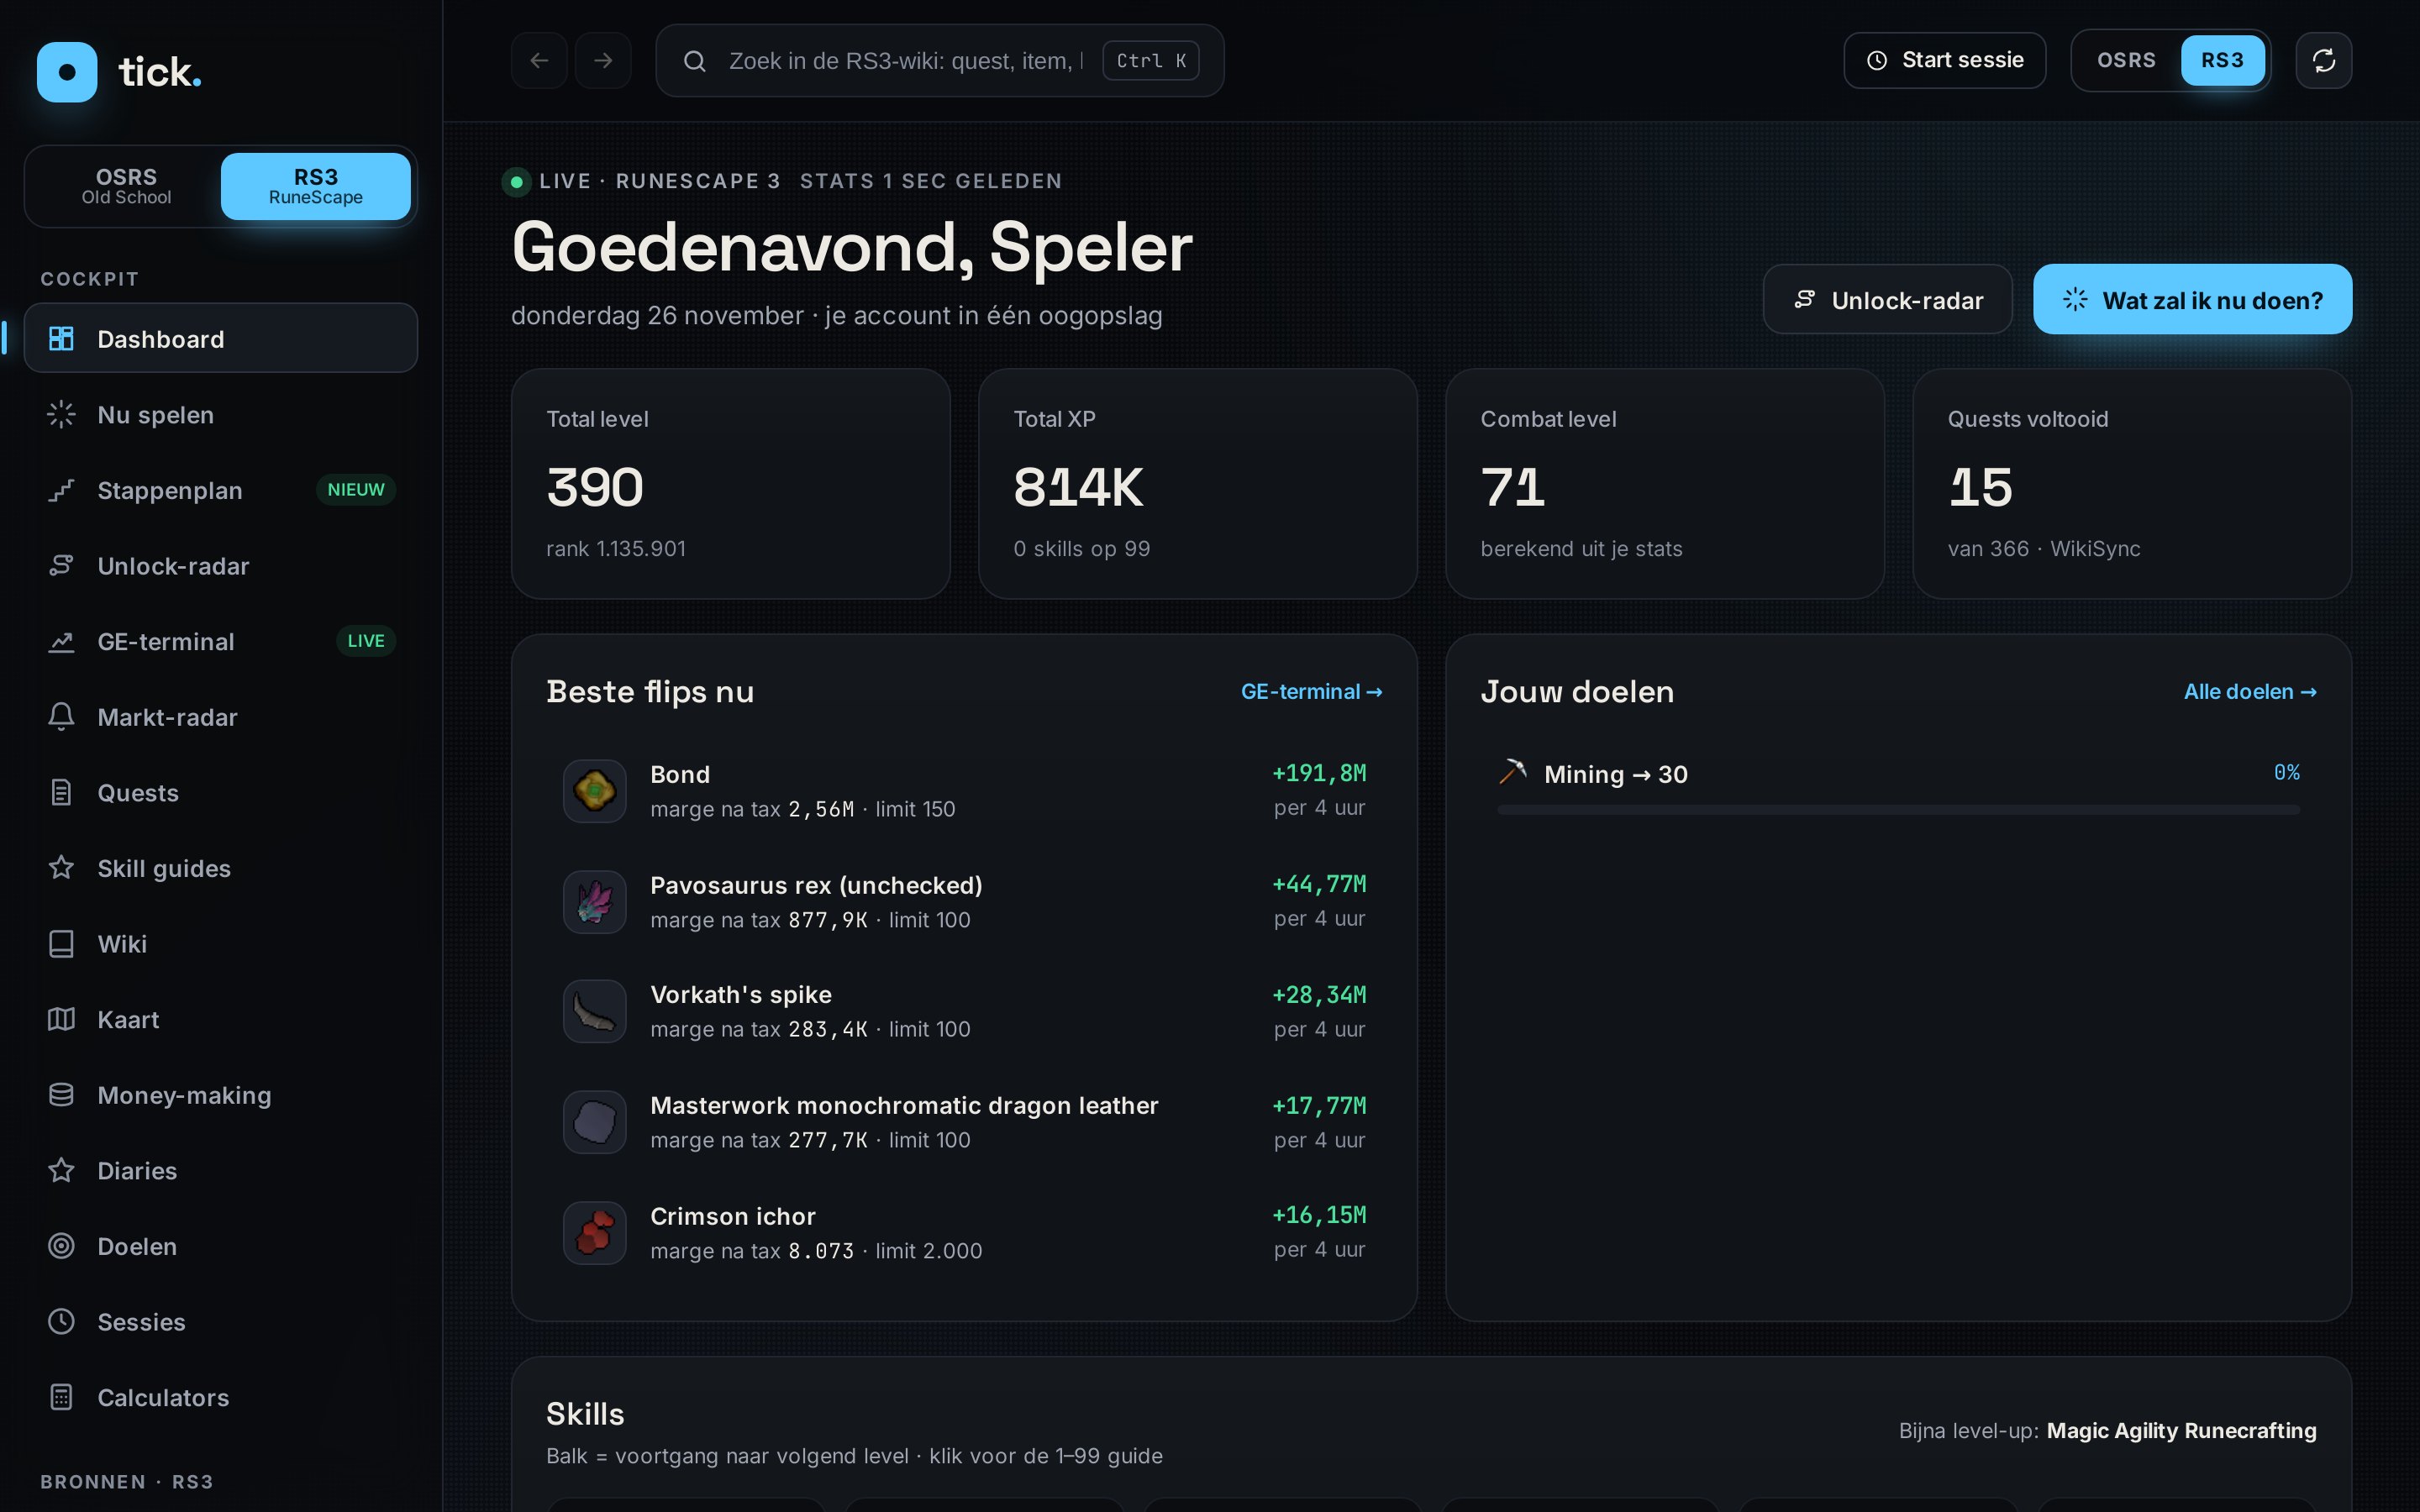 tick.
OSRS
Old School
RS3
RuneScape
COCKPIT
Dashboard
Nu spelen
Stappenplan NIEUW
Unlock-radar
GE-terminal LIVE
Markt-radar
Quests
Skill guides
Wiki
Kaart
Money-making
Diaries
Doelen
Sessies
Calculators
BRONNEN · RS3
Zoek in de RS3-wiki: quest, item, Ctrl K
Start sessie
OSRS RS3
LIVE · RUNESCAPE 3 STATS 1 SEC GELEDEN
Goedenavond, Speler
donderdag 26 november · je account in één oogopslag
Unlock-radar
Wat zal ik nu doen?
Total level
390
rank 1.135.901
Total XP
814K
0 skills op 99
Combat level
71
berekend uit je stats
Quests voltooid
15
van 366 · WikiSync
Beste flips nu GE-terminal →
Bond +191,8M
marge na tax 2,56M · limit 150 per 4 uur
Pavosaurus rex (unchecked) +44,77M
marge na tax 877,9K · limit 100 per 4 uur
Vorkath's spike +28,34M
marge na tax 283,4K · limit 100 per 4 uur
Masterwork monochromatic dragon leather +17,77M
marge na tax 277,7K · limit 100 per 4 uur
Crimson ichor +16,15M
marge na tax 8.073 · limit 2.000 per 4 uur
Jouw doelen Alle doelen →
Mining → 30 0%
Skills
Balk = voortgang naar volgend level · klik voor de 1–99 guide
Bijna level-up: Magic Agility Runecrafting